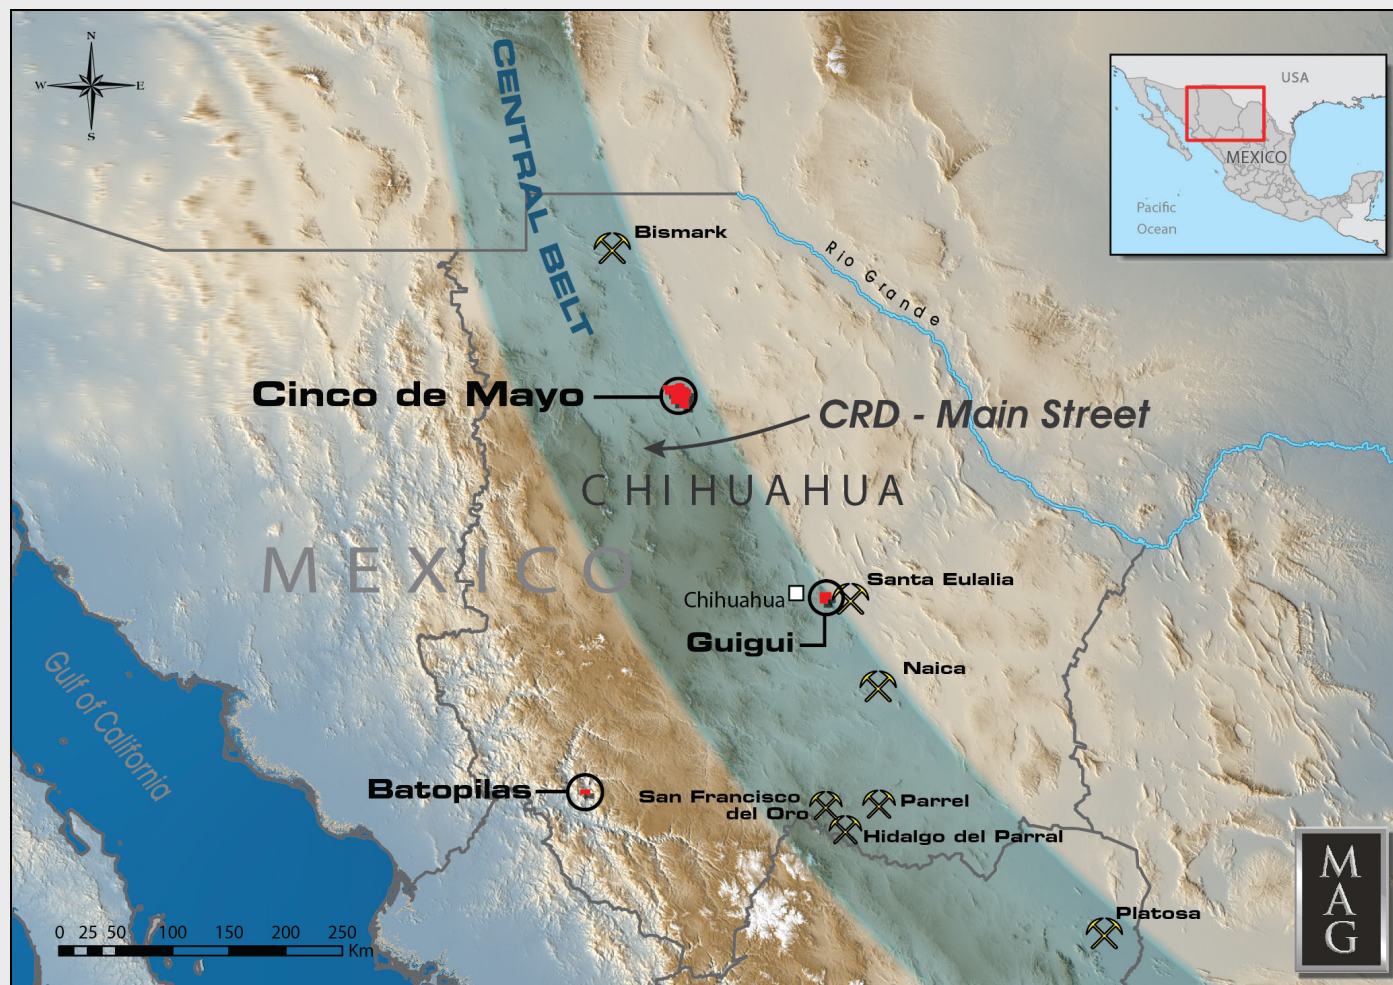 N
W
E
S
CENTRAL BELT
USA
MEXICO
Pacific
Ocean
Bismark
Rio Grande
Cinco de Mayo
CRD - Main Street
CHIHUAHUA
MEXICO
Santa Eulalia
Chihuahua
Guigui
Naica
Gulf of California
Batopilas
San Francisco
del Oro
Parrel
Hidalgo del Parral
Platosa
0 25 50 100 150 200 250
Km
MAG